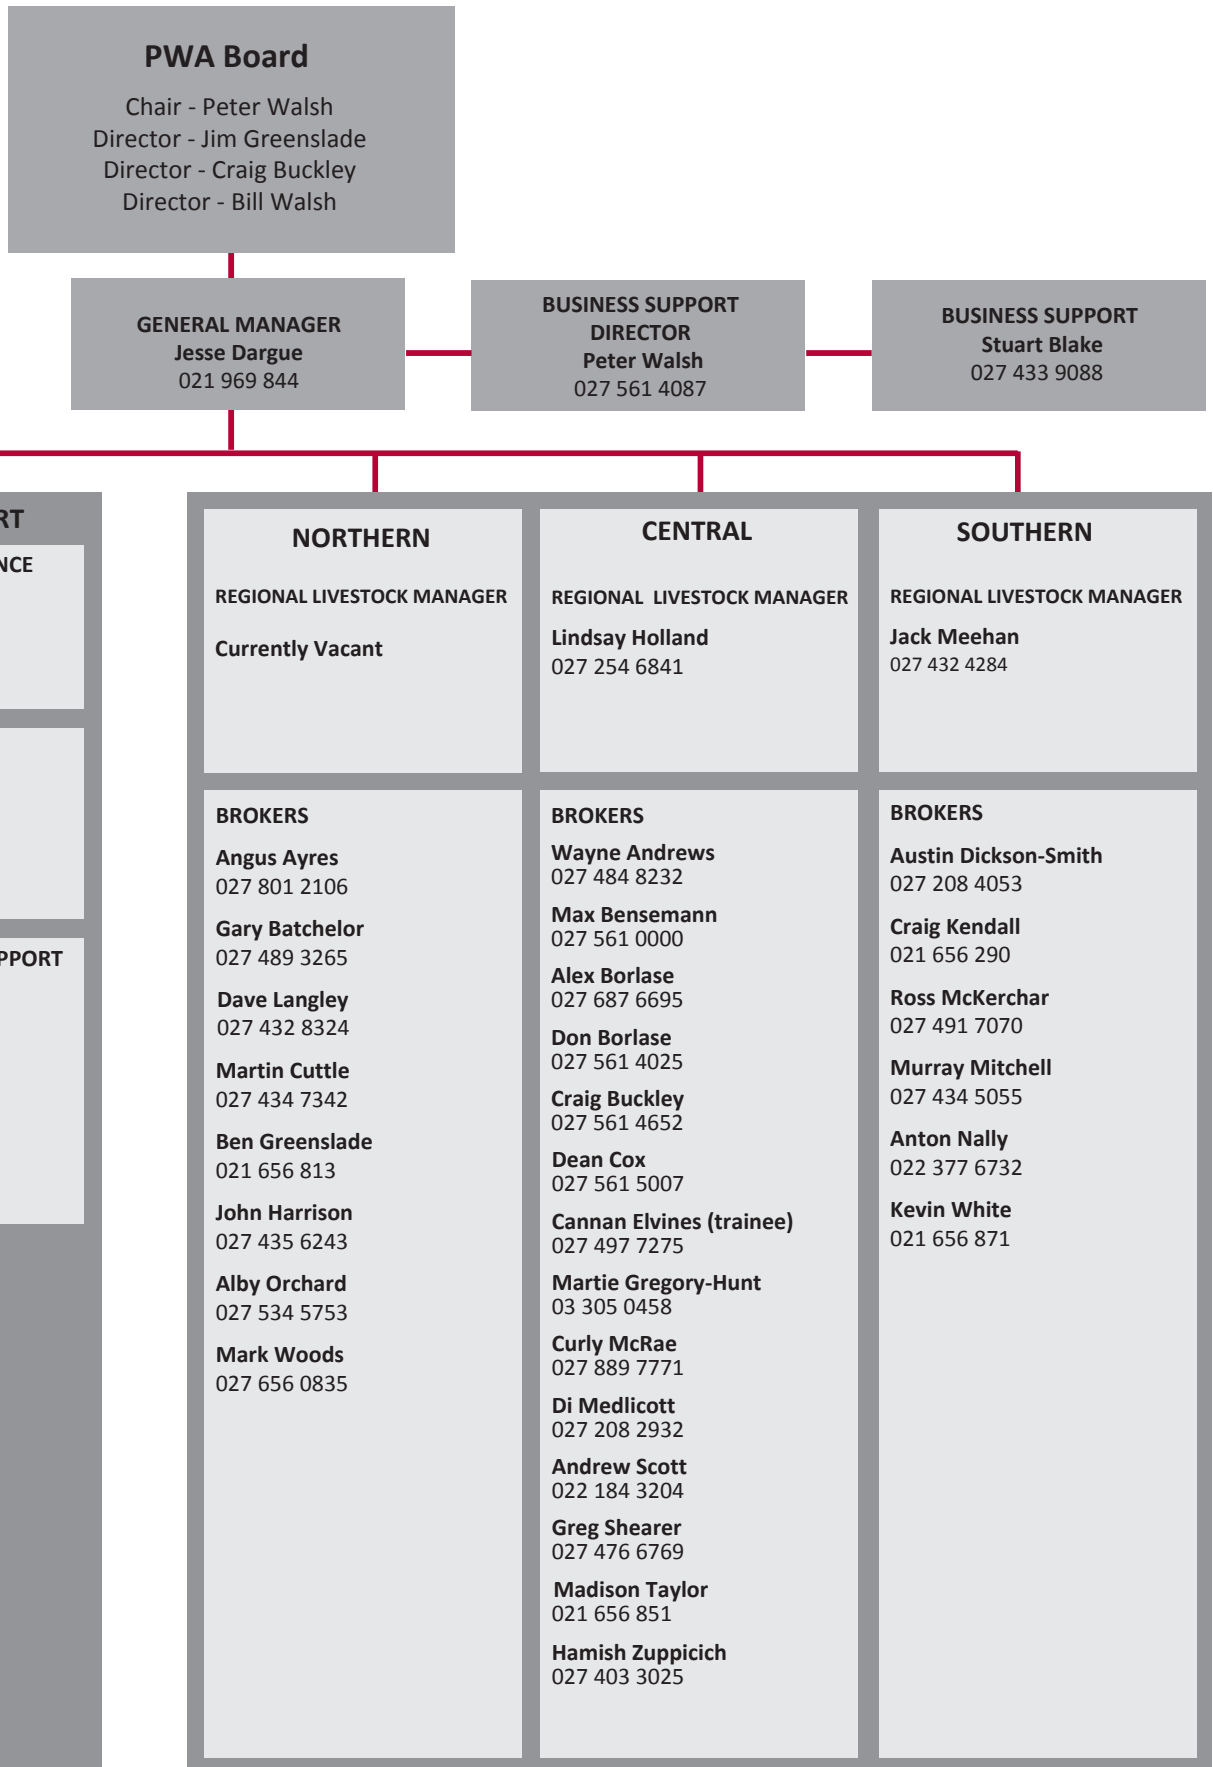 PWA Board
Chair - Peter Walsh
Director - Jim Greenslade
Director - Craig Buckley
Director - Bill Walsh
GENERAL MANAGER
Jesse Dargue
021 969 844
BUSINESS SUPPORT
DIRECTOR
Peter Walsh
027 561 4087
BUSINESS SUPPORT
Stuart Blake
027 433 9088
RT
NCE
PPORT
NORTHERN
REGIONAL LIVESTOCK MANAGER
Currently Vacant
BROKERS
Angus Ayres
027 801 2106
Gary Batchelor
027 489 3265
Dave Langley
027 432 8324
Martin Cuttle
027 434 7342
Ben Greenslade
021 656 813
John Harrison
027 435 6243
Alby Orchard
027 534 5753
Mark Woods
027 656 0835
CENTRAL
REGIONAL LIVESTOCK MANAGER
Lindsay Holland
027 254 6841
BROKERS
Wayne Andrews
027 484 8232
Max Bensemann
027 561 0000
Alex Borlase
027 687 6695
Don Borlase
027 561 4025
Craig Buckley
027 561 4652
Dean Cox
027 561 5007
Cannan Elvines (trainee)
027 497 7275
Martie Gregory-Hunt
03 305 0458
Curly McRae
027 889 7771
Di Medlicott
027 208 2932
Andrew Scott
022 184 3204
Greg Shearer
027 476 6769
Madison Taylor
021 656 851
Hamish Zuppicich
027 403 3025
SOUTHERN
REGIONAL LIVESTOCK MANAGER
Jack Meehan
027 432 4284
BROKERS
Austin Dickson-Smith
027 208 4053
Craig Kendall
021 656 290
Ross McKerchar
027 491 7070
Murray Mitchell
027 434 5055
Anton Nally
022 377 6732
Kevin White
021 656 871